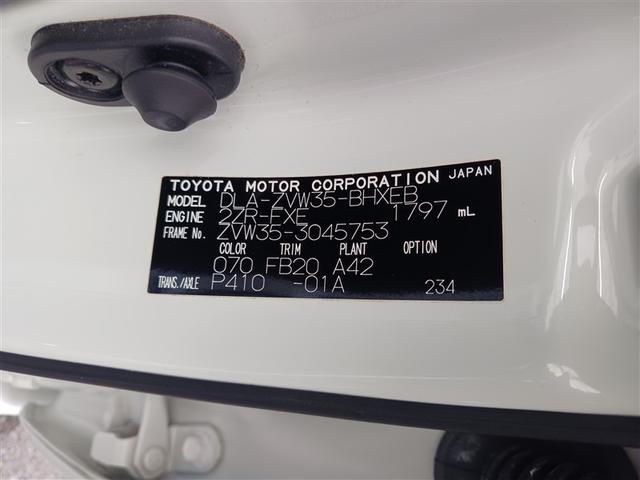 TOYOTA MOTOR CORPORATION JAPAN
MODEL DLA-ZVW35-BHXEB
ENGINE 2ZR-FXE 1797 mL
FRAME No. ZVW35-3045753
COLOR TRIM PLANT OPTION
070 FB20 A42
TRANS./AXLE P410 -01A 234